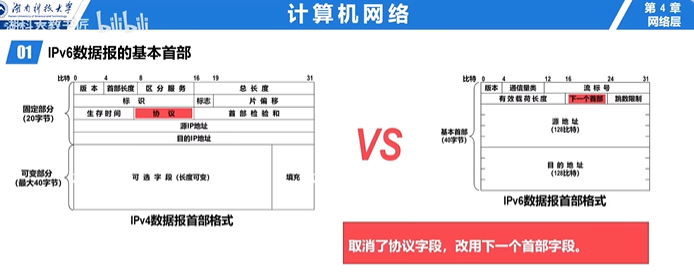 湖南科技大学
计算机网络
第 4 章
网络层
bilibili
01 IPv6数据报的基本首部
比特 0 4 8 16 19 31
版 本 首部长度 区 分 服 务 总 长 度
标 识 标志 片 偏 移
生 存 时 间 协 议 首 部 检 验 和
源IP地址
目的IP地址
可 选 字 段 (长度可变) 填充
固定部分
(20字节)
可变部分
(最大40字节)
IPv4数据报首部格式
VS
比特 0 4 12 16 24 31
版本 通信量类 流 标 号
有 效 载 荷 长 度 下一个首部 跳数限制
源 地 址
(128比特)
目 的 地 址
(128比特)
基本首部
(40字节)
IPv6数据报首部格式
取消了协议字段，改用下一个首部字段。